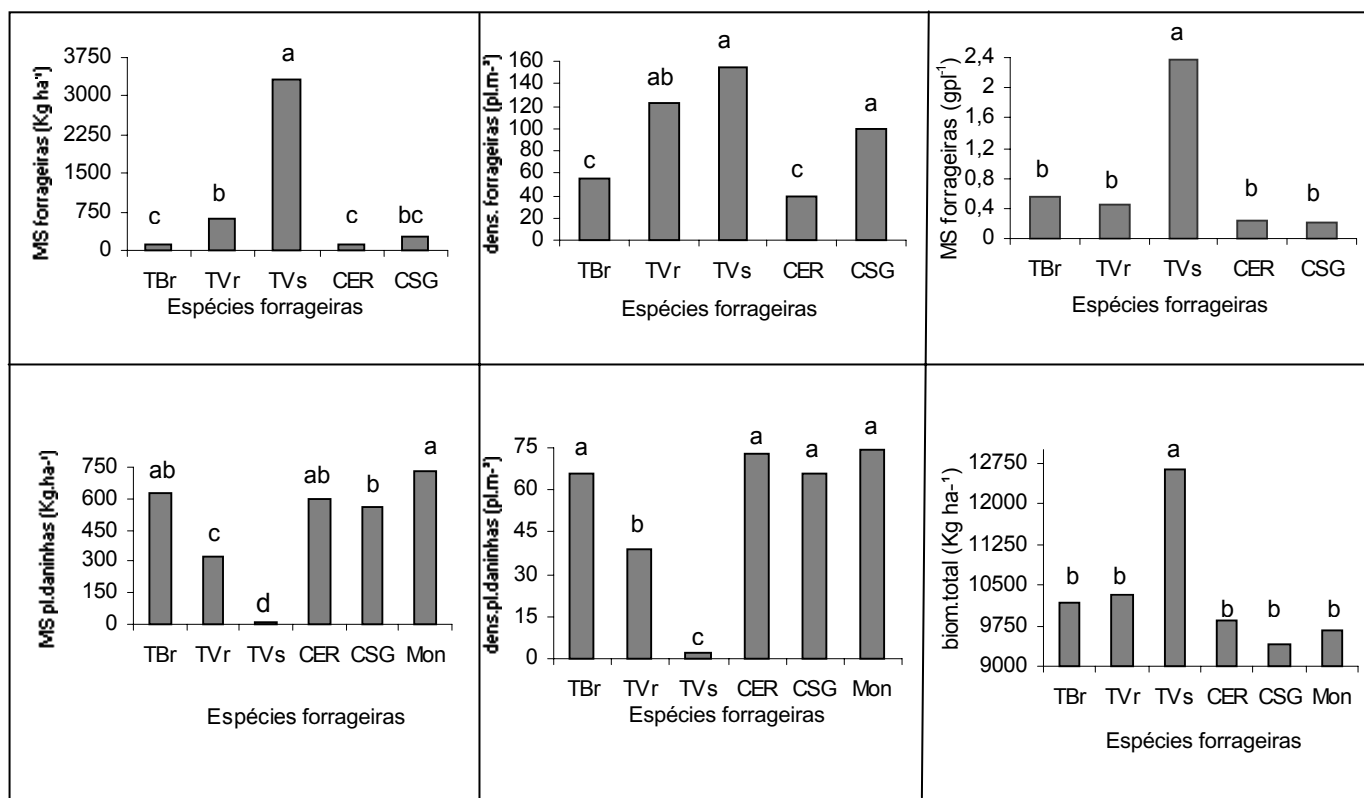 MS forrageiras (Kg ha⁻¹)
3750
3000
2250
1500
750
0
c
b
a
c
bc
TBr TVr TVs CER CSG
Espécies forrageiras
dens. forrageiras (pl.m-²)
160
140
120
100
80
60
40
20
0
c
ab
a
c
a
TBr TVr TVs CER CSG
Espécies forrageiras
MS forrageiras (gpl⁻¹)
2,4
2
1,6
1,2
0,8
0,4
0
b
b
a
b
b
TBr TVr TVs CER CSG
Espécies forrageiras
MS pl.daninhas (Kg.ha-¹)
750
600
450
300
150
0
ab
c
d
ab
b
a
TBr TVr TVs CER CSG Mon
Espécies forrageiras
dens.pl.daninhas (pl.m-²)
75
60
45
30
15
0
a
b
c
a
a
a
TBr TVr TVs CER CSG Mon
Espécies forrageiras
biom.total (Kg ha-¹)
12750
12000
11250
10500
9750
9000
b
b
a
b
b
b
TBr TVr TVs CER CSG Mon
Espécies forrageiras